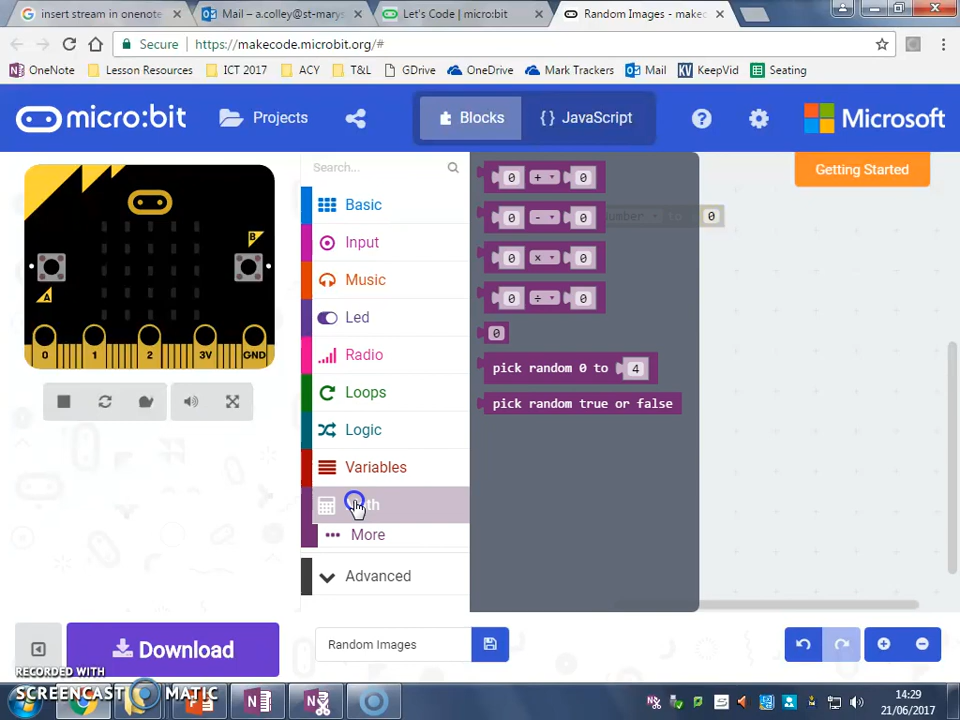 insert stream in onenote
Mail – a.colley@st-mary
Let's Code | micro:bit
Random Images - makec
Secure
https://makecode.microbit.org/#
OneNote
Lesson Resources
ICT 2017
ACY
T&L
GDrive
OneDrive
Mark Trackers
Mail
KeepVid
Seating
micro:bit
Projects
Blocks
{} JavaScript
Microsoft
Search...
Getting Started
Basic
Input
Music
Led
Radio
Loops
Logic
Variables
More
Advanced
0 + 0
0 - 0
0 × 0
0 ÷ 0
0
pick random 0 to 4
pick random true or false
to 0
A
B
0 1 2 3V GND
Download
Random Images
RECORDED WITH
SCREENCAST MATIC
14:29
21/06/2017